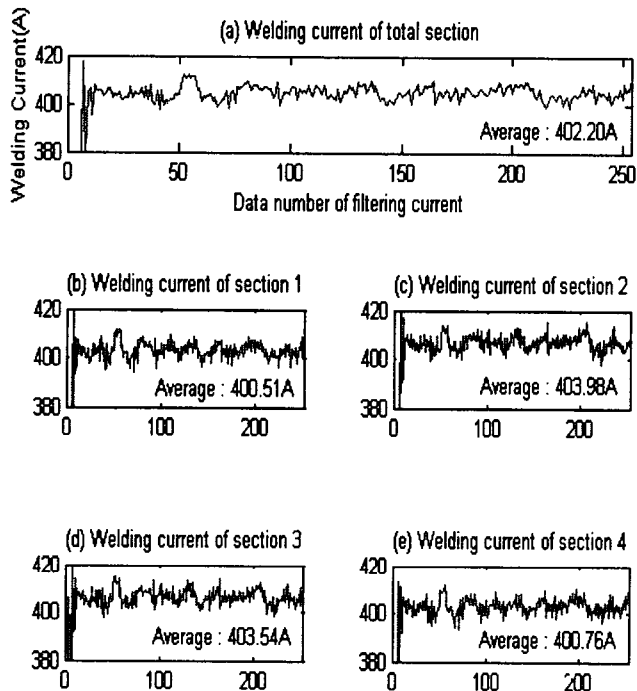 (a) Welding current of total section
Welding Current(A)
420
400
380
Average : 402.20A
0 50 100 150 200 250
Data number of filtering current
(b) Welding current of section 1
420
400
380
Average : 400.51A
0 100 200
(c) Welding current of section 2
420
400
380
Average : 403.98A
100 200
(d) Welding current of section 3
420
400
380
Average : 403.54A
0 100 200
(e) Welding current of section 4
420
400
380
Average : 400.76A
0 100 200